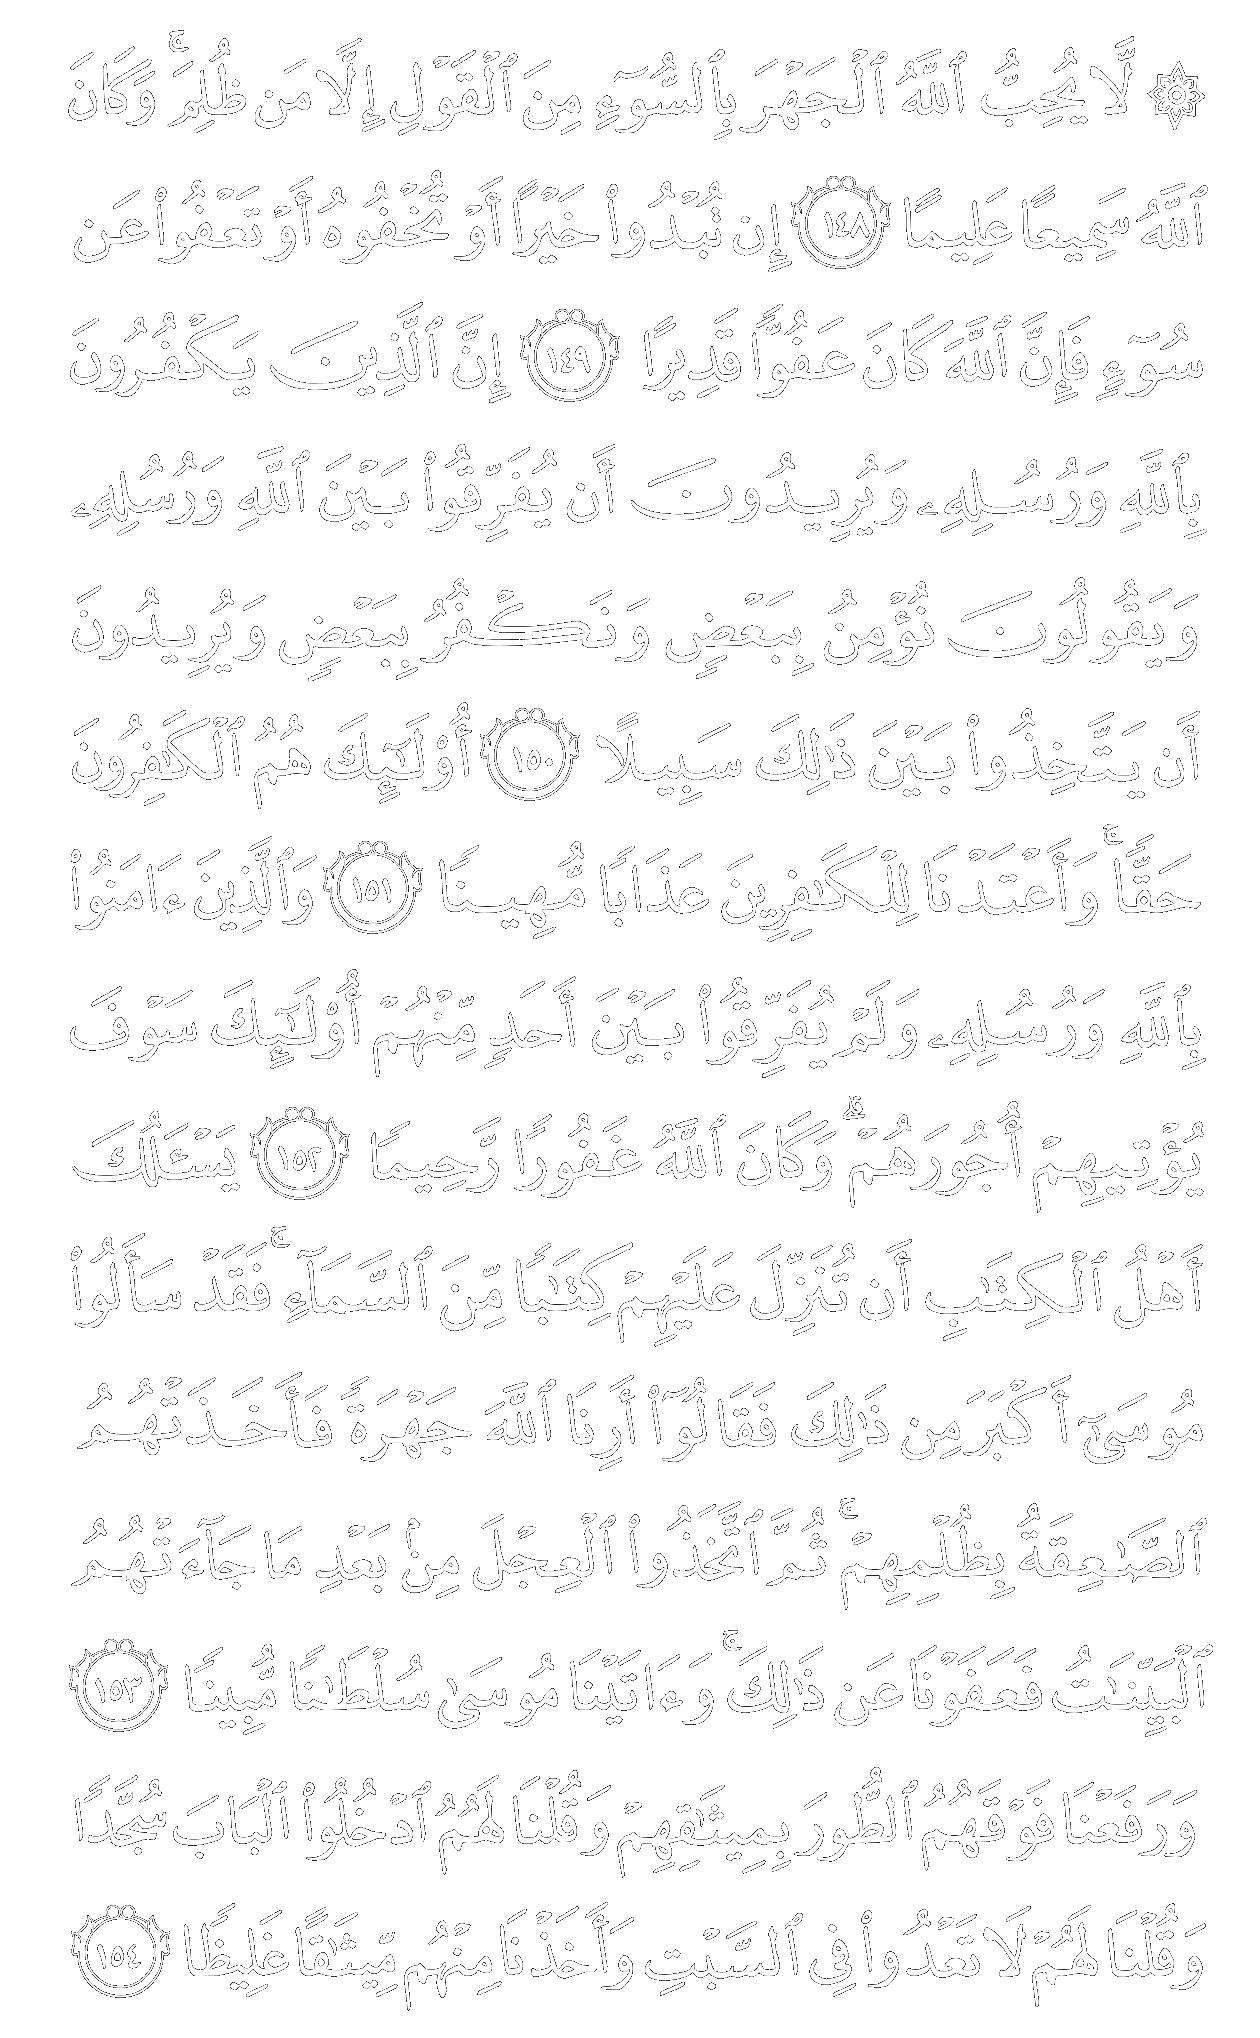 ۞ لَّا يُحِبُّ ٱللَّهُ ٱلْجَهْرَ بِٱلسُّوٓءِ مِنَ ٱلْقَوْلِ إِلَّا مَن ظُلِمَ ۚ وَكَانَ
ٱللَّهُ سَمِيعًا عَلِيمًا ١٤٨ إِن تُبْدُوا۟ خَيْرًا أَوْ تُخْفُوهُ أَوْ تَعْفُوا۟ عَن
سُوٓءٍ فَإِنَّ ٱللَّهَ كَانَ عَفُوًّا قَدِيرًا ١٤٩ إِنَّ ٱلَّذِينَ يَكْفُرُونَ
بِٱللَّهِ وَرُسُلِهِۦ وَيُرِيدُونَ أَن يُفَرِّقُوا۟ بَيْنَ ٱللَّهِ وَرُسُلِهِۦ
وَيَقُولُونَ نُؤْمِنُ بِبَعْضٍ وَنَكْفُرُ بِبَعْضٍ وَيُرِيدُونَ
أَن يَتَّخِذُوا۟ بَيْنَ ذَٰلِكَ سَبِيلًا ١٥٠ أُو۟لَـٰٓئِكَ هُمُ ٱلْكَـٰفِرُونَ
حَقًّا ۚ وَأَعْتَدْنَا لِلْكَـٰفِرِينَ عَذَابًا مُّهِينًا ١٥١ وَٱلَّذِينَ ءَامَنُوا۟
بِٱللَّهِ وَرُسُلِهِۦ وَلَمْ يُفَرِّقُوا۟ بَيْنَ أَحَدٍ مِّنْهُمْ أُو۟لَـٰٓئِكَ سَوْفَ
يُؤْتِيهِمْ أُجُورَهُمْ ۗ وَكَانَ ٱللَّهُ غَفُورًا رَّحِيمًا ١٥٢ يَسْـَٔلُكَ
أَهْلُ ٱلْكِتَـٰبِ أَن تُنَزِّلَ عَلَيْهِمْ كِتَـٰبًا مِّنَ ٱلسَّمَآءِ ۚ فَقَدْ سَأَلُوا۟
مُوسَىٰٓ أَكْبَرَ مِن ذَٰلِكَ فَقَالُوٓا۟ أَرِنَا ٱللَّهَ جَهْرَةً فَأَخَذَتْهُمُ
ٱلصَّـٰعِقَةُ بِظُلْمِهِمْ ۚ ثُمَّ ٱتَّخَذُوا۟ ٱلْعِجْلَ مِنۢ بَعْدِ مَا جَآءَتْهُمُ
ٱلْبَيِّنَـٰتُ فَعَفَوْنَا عَن ذَٰلِكَ ۚ وَءَاتَيْنَا مُوسَىٰ سُلْطَـٰنًا مُّبِينًا ١٥٣
وَرَفَعْنَا فَوْقَهُمُ ٱلطُّورَ بِمِيثَـٰقِهِمْ وَقُلْنَا لَهُمُ ٱدْخُلُوا۟ ٱلْبَابَ سُجَّدًا
وَقُلْنَا لَهُمْ لَا تَعْدُوا۟ فِى ٱلسَّبْتِ وَأَخَذْنَا مِنْهُم مِّيثَـٰقًا غَلِيظًا ١٥٤